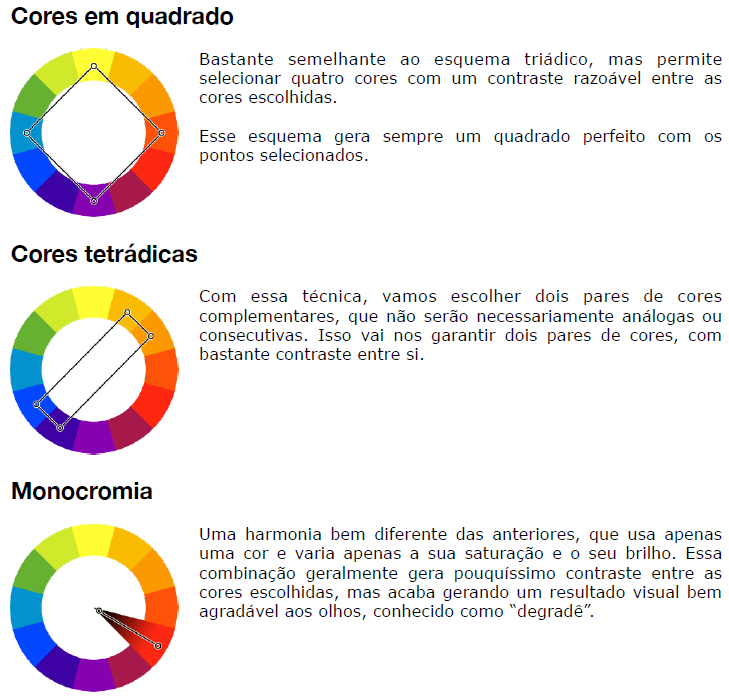 Cores em quadrado
Bastante semelhante ao esquema triádico, mas permite
selecionar quatro cores com um contraste razoável entre as
cores escolhidas.
Esse esquema gera sempre um quadrado perfeito com os
pontos selecionados.
Cores tetrádicas
Com essa técnica, vamos escolher dois pares de cores
complementares, que não serão necessariamente análogas ou
consecutivas. Isso vai nos garantir dois pares de cores, com
bastante contraste entre si.
Monocromia
Uma harmonia bem diferente das anteriores, que usa apenas
uma cor e varia apenas a sua saturação e o seu brilho. Essa
combinação geralmente gera pouquíssimo contraste entre as
cores escolhidas, mas acaba gerando um resultado visual bem
agradável aos olhos, conhecido como “degradê”.